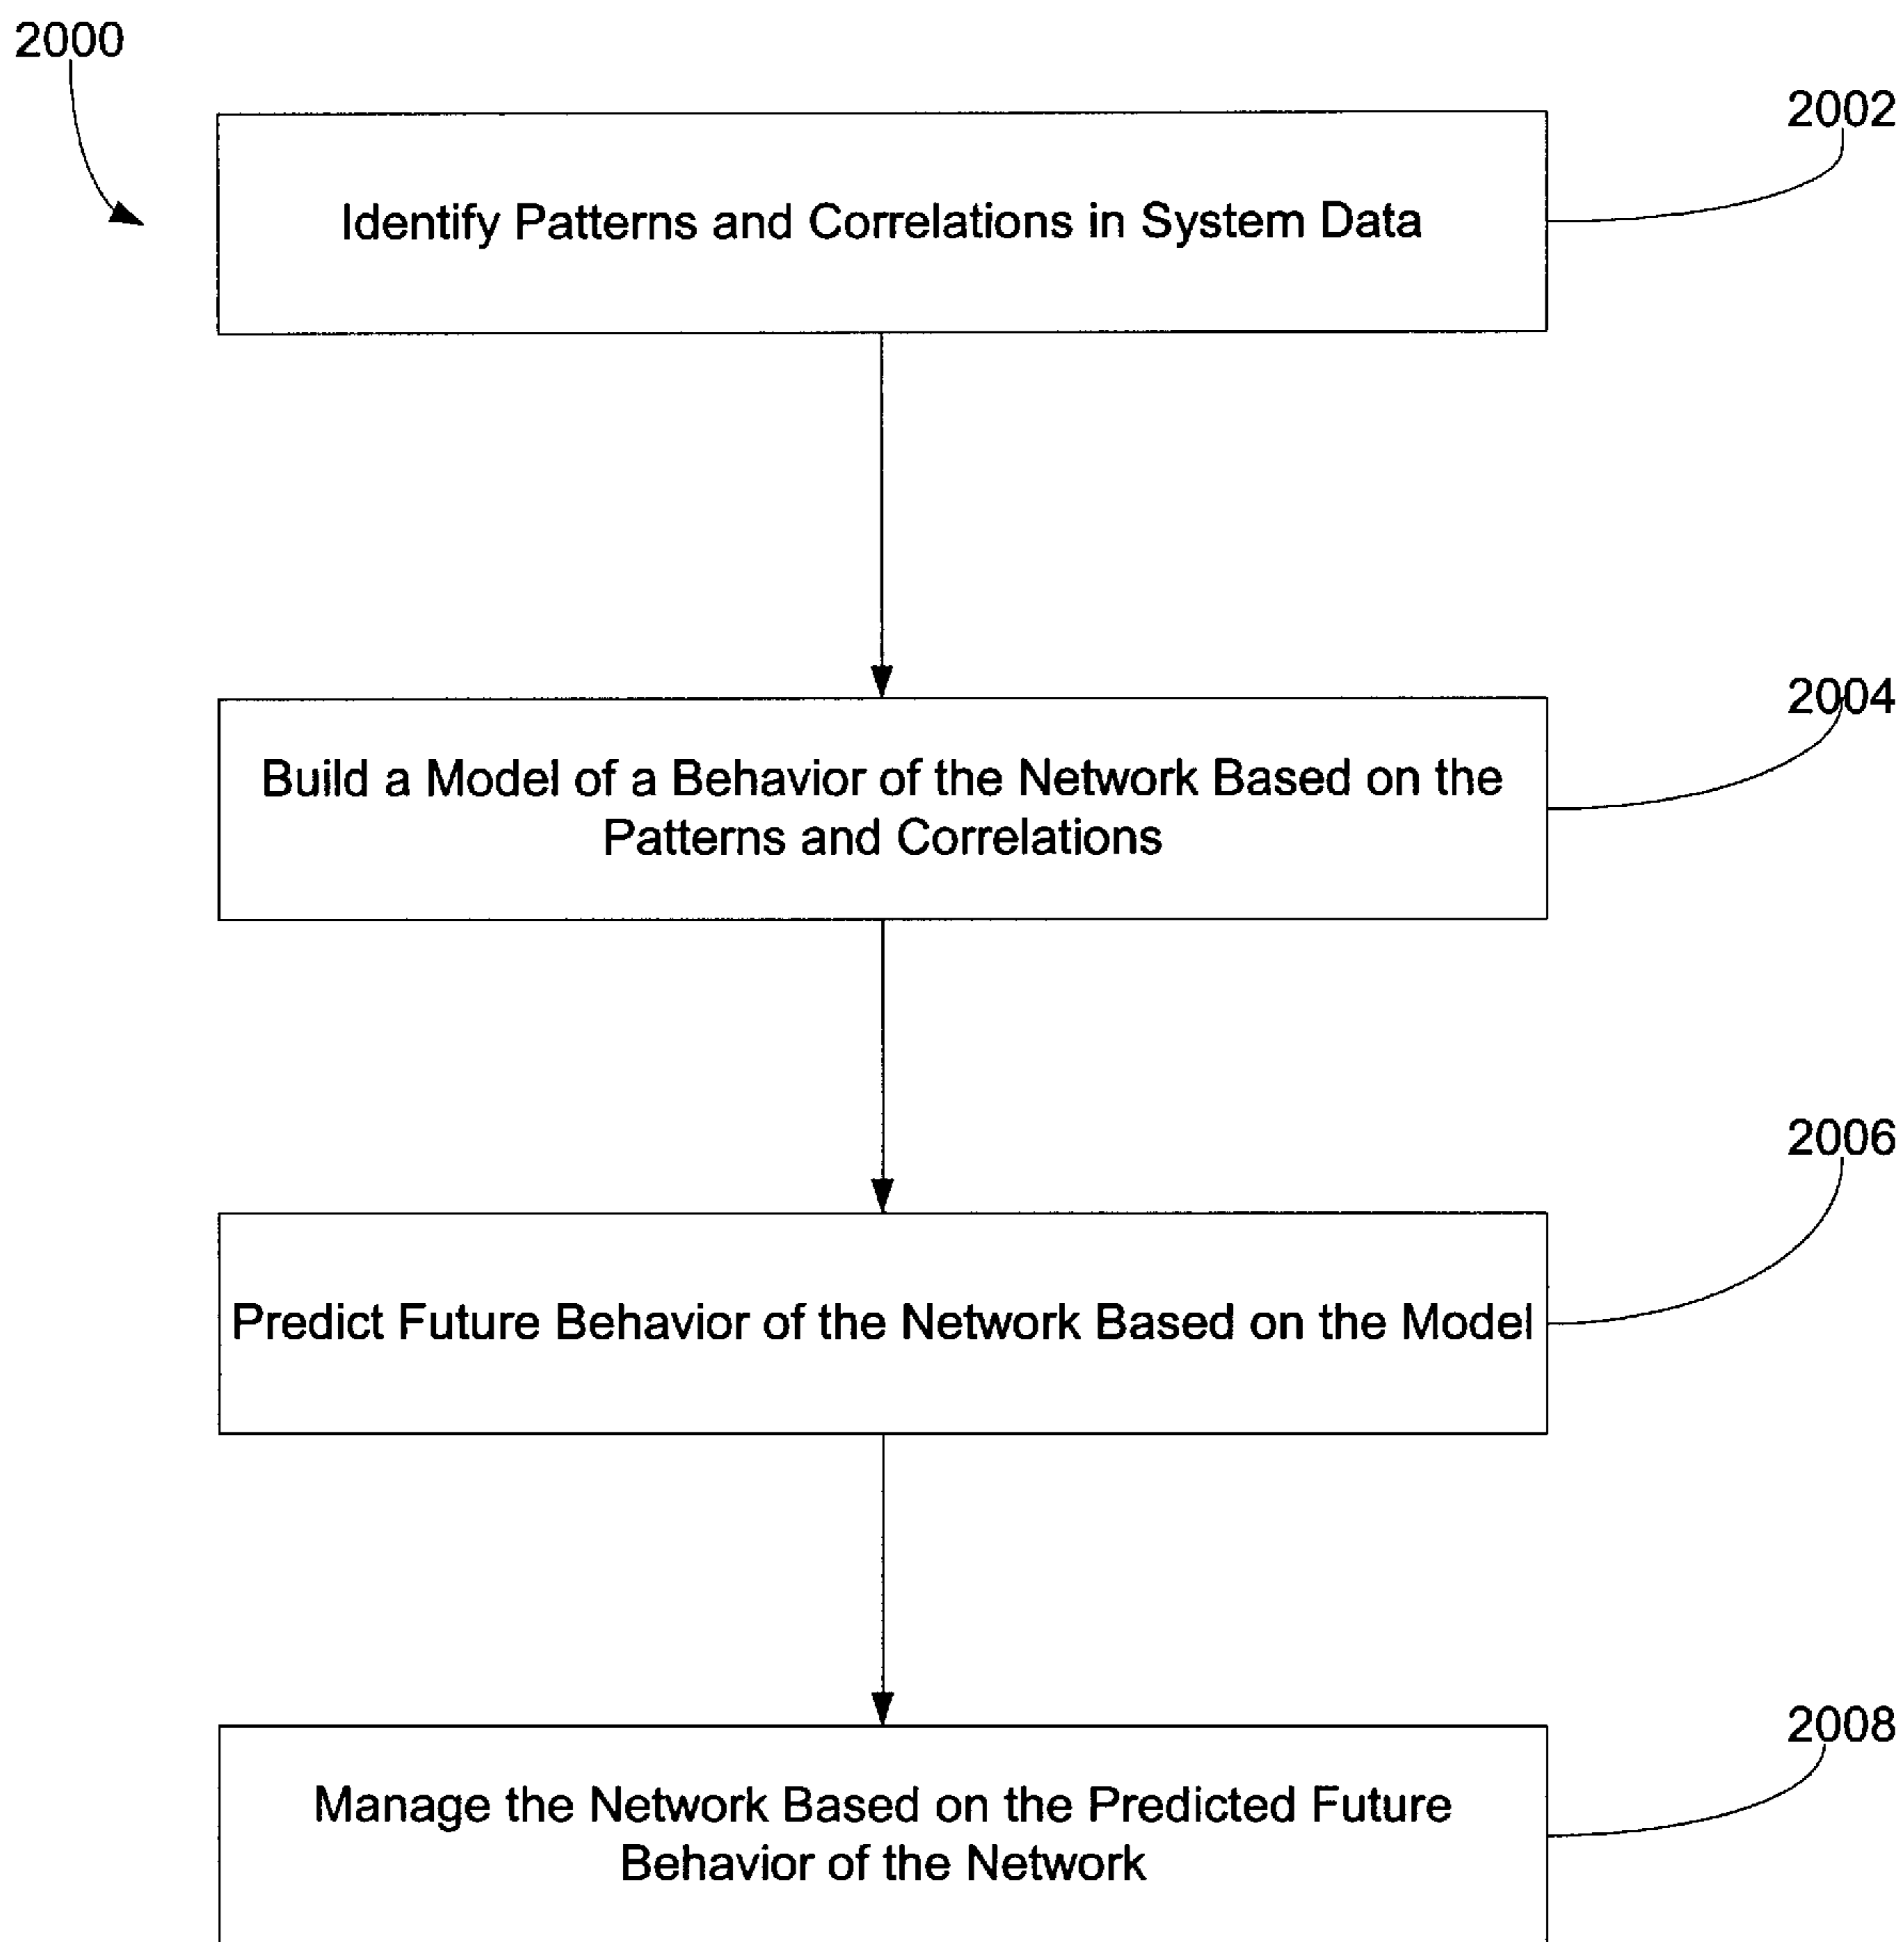 2000
2002
Identify Patterns and Correlations in System Data
2004
Build a Model of a Behavior of the Network Based on the
Patterns and Correlations
2006
Predict Future Behavior of the Network Based on the Model
2008
Manage the Network Based on the Predicted Future
Behavior of the Network